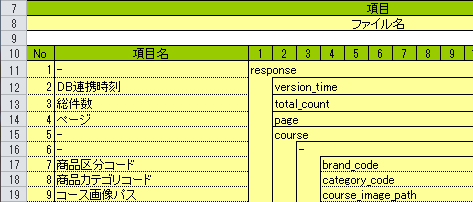 7 項目
8 ファイル名
9
10 No 項目名 1 2 3 4 5 6 7 8 9
11 1 - response
12 2 DB連携時刻 version_time
13 3 総件数 total_count
14 4 ページ page
15 5 - course
16 6 - -
17 7 商品区分コード brand_code
18 8 商品カテゴリコード category_code
19 9 コース画像パス course_image_path